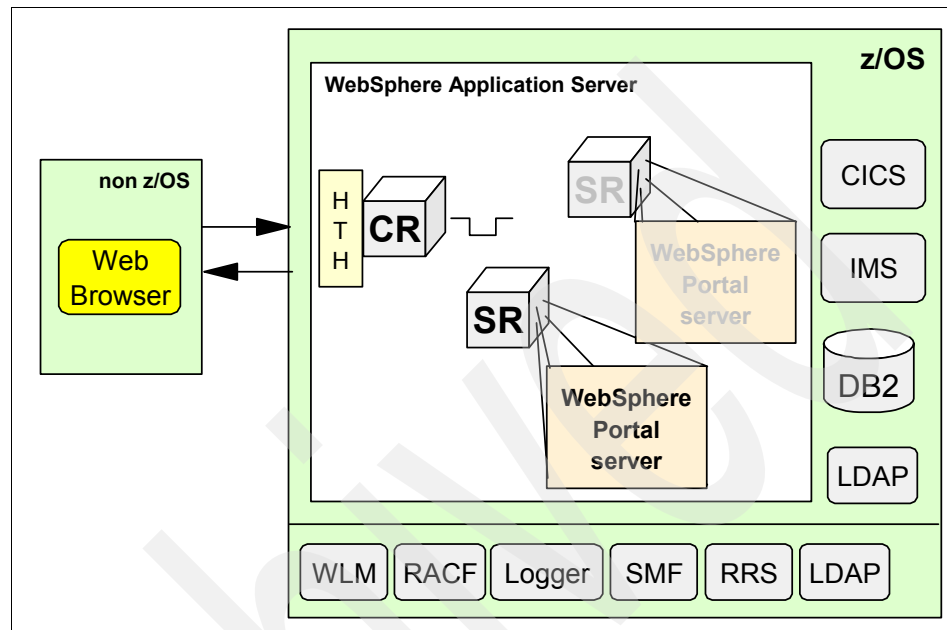 z/OS
WebSphere Application Server
non z/OS
Web
Browser
H
T
H
CR
SR
WebSphere
Portal
server
SR
WebSphere
Portal
server
CICS
IMS
DB2
LDAP
WLM
RACF
Logger
SMF
RRS
LDAP